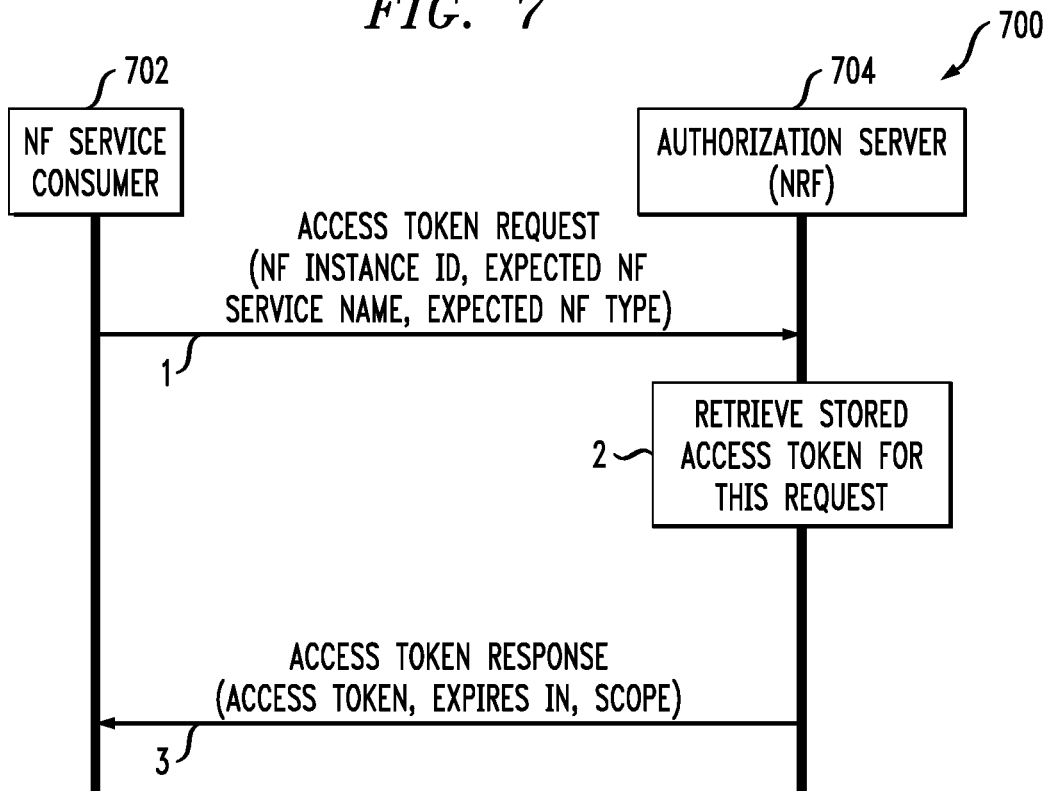 FIG. 7
700
702
704
NF SERVICE
CONSUMER
AUTHORIZATION SERVER
(NRF)
ACCESS TOKEN REQUEST
(NF INSTANCE ID, EXPECTED NF
SERVICE NAME, EXPECTED NF TYPE)
1
2
RETRIEVE STORED
ACCESS TOKEN FOR
THIS REQUEST
ACCESS TOKEN RESPONSE
(ACCESS TOKEN, EXPIRES IN, SCOPE)
3